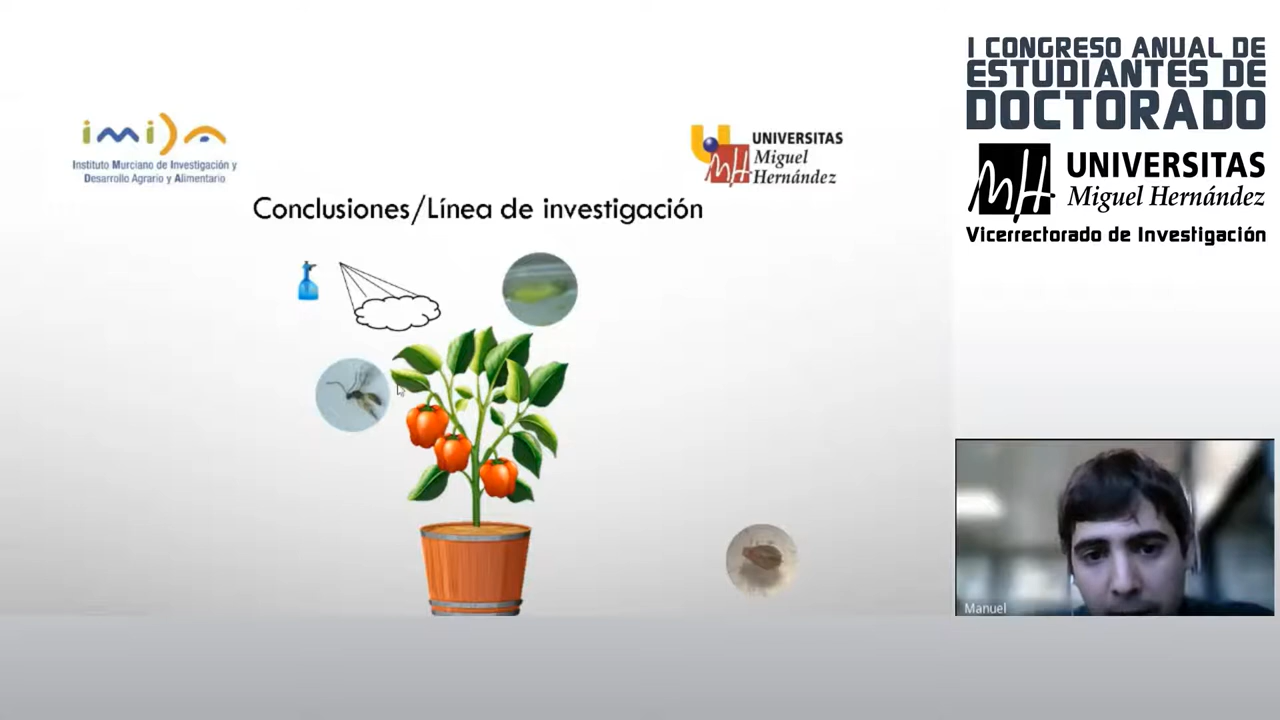 imida
Instituto Murciano de Investigación y
Desarrollo Agrario y Alimentario
UNIVERSITAS
Miguel
Hernández
Conclusiones/Línea de investigación
I CONGRESO ANUAL DE
ESTUDIANTES DE
DOCTORADO
UNIVERSITAS
Miguel Hernández
Vicerrectorado de Investigación
Manuel